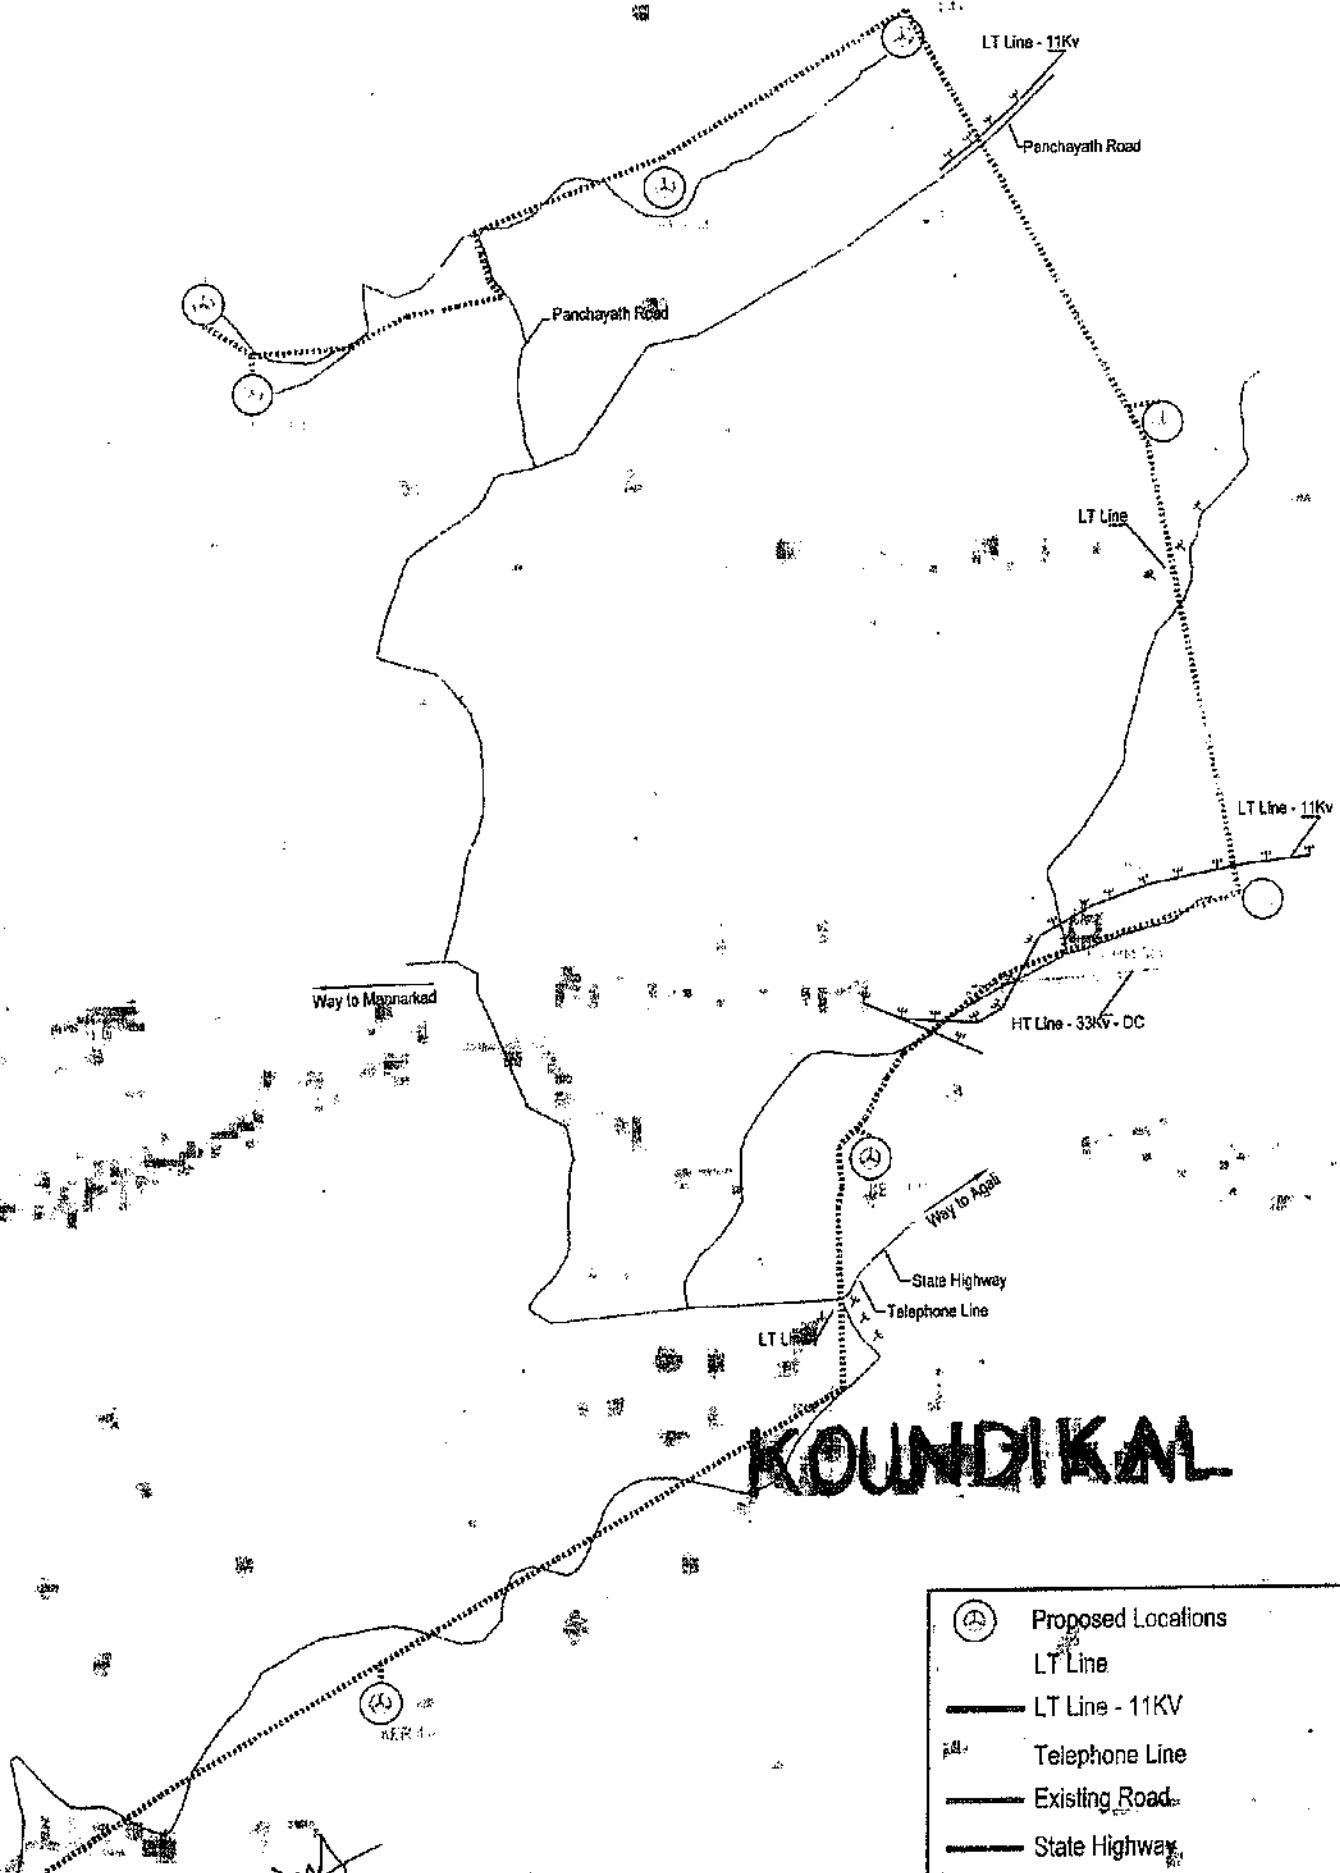 LT Line - 11Kv
Panchayath Road
Panchayath Road
LT Line
LT Line - 11Kv
Way to Mannarkad
HT Line - 33Kv - DC
Way to Agali
State Highway
Telephone Line
LT
KOUNDIKAL
Proposed Locations
LT Line
LT Line - 11KV
Telephone Line
Existing Road
State Highway